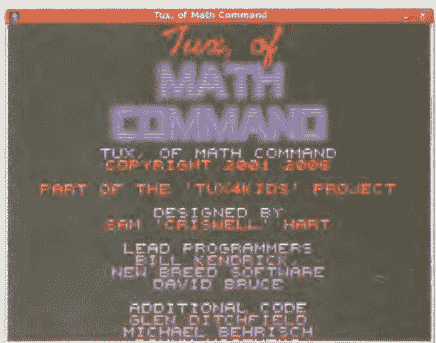 Tux, of Math Command
Tux, of
MATH
COMMAND
TUX, OF MATH COMMAND
COPYRIGHT 2001 2006
PART OF THE 'TUX4KIDS' PROJECT
DESIGNED BY
SAM 'CRISWELL' HART
LEAD PROGRAMMERS
BILL KENDRICK,
NEW BREED SOFTWARE
DAVID BRUCE
ADDITIONAL CODE
GLEN DITCHFIELD
MICHAEL BEHRISCH